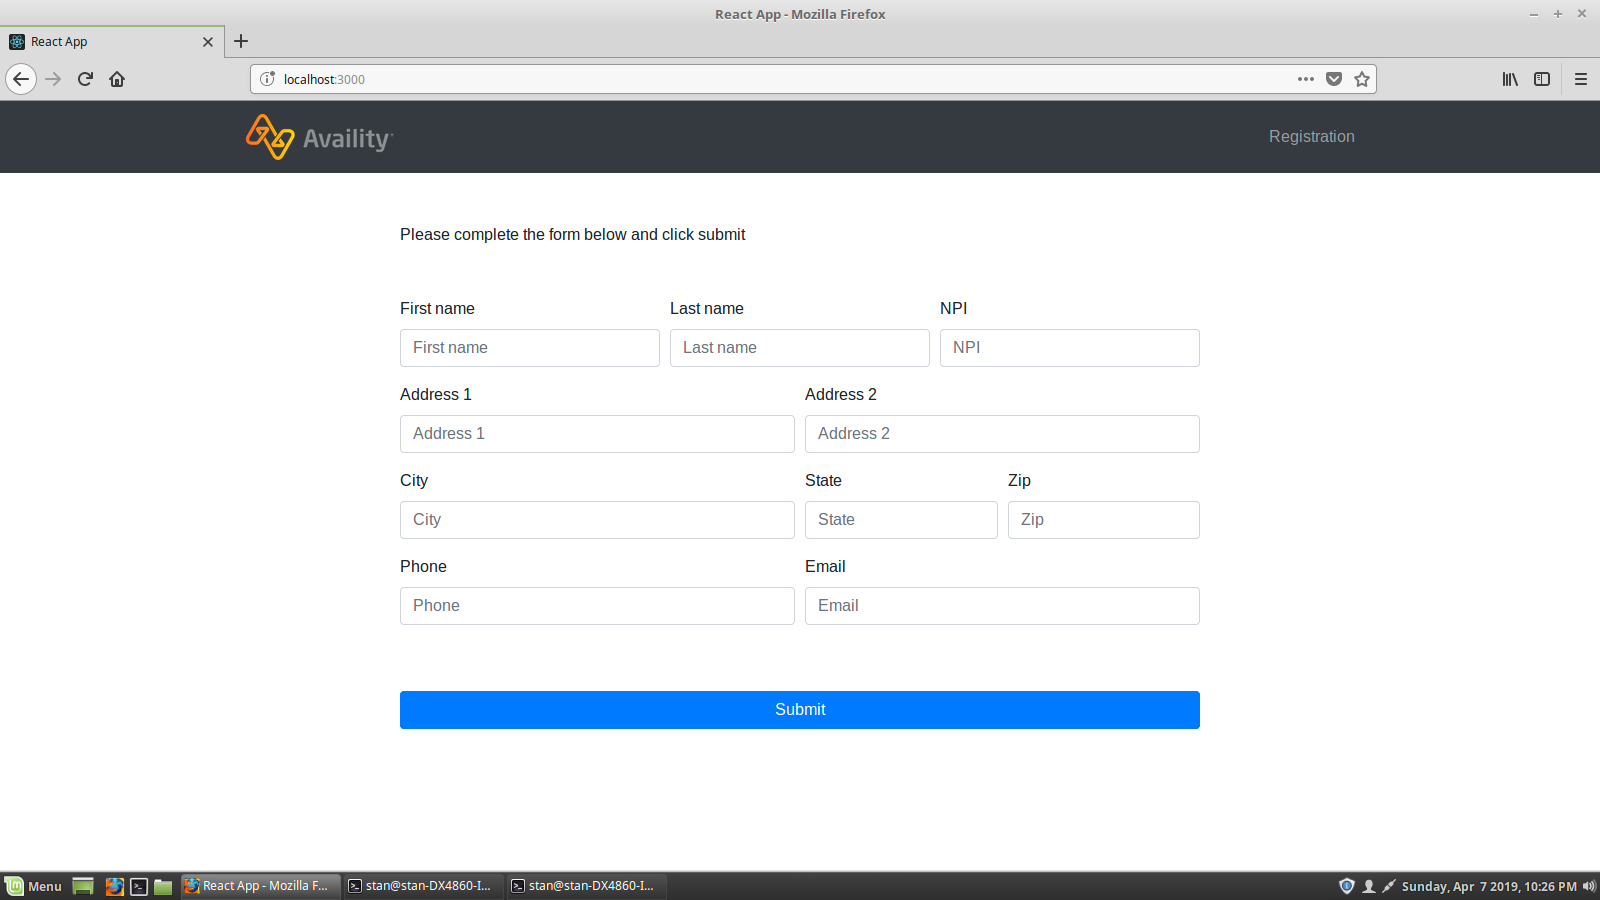 React App - Mozilla Firefox
React App
localhost:3000
Availity
Registration
Please complete the form below and click submit
First name Last name NPI
First name Last name NPI
Address 1 Address 2
Address 1 Address 2
City State Zip
City State Zip
Phone Email
Phone Email
Submit
Menu React App - Mozilla F... stan@stan-DX4860-I... stan@stan-DX4860-I... Sunday, Apr 7 2019, 10:26 PM